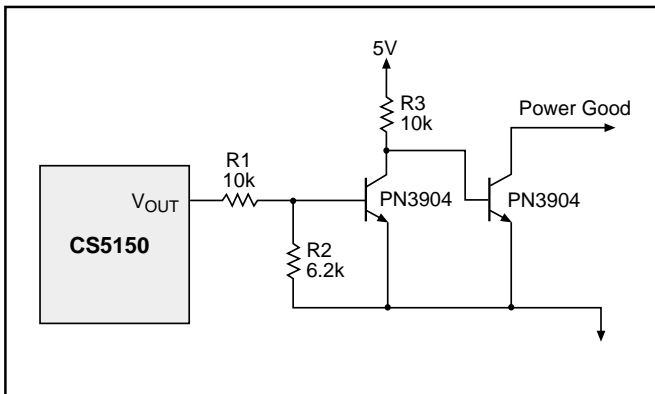 5V
R3
10k
Power Good
R1
10k
VOUT
PN3904
PN3904
CS5150
R2
6.2k